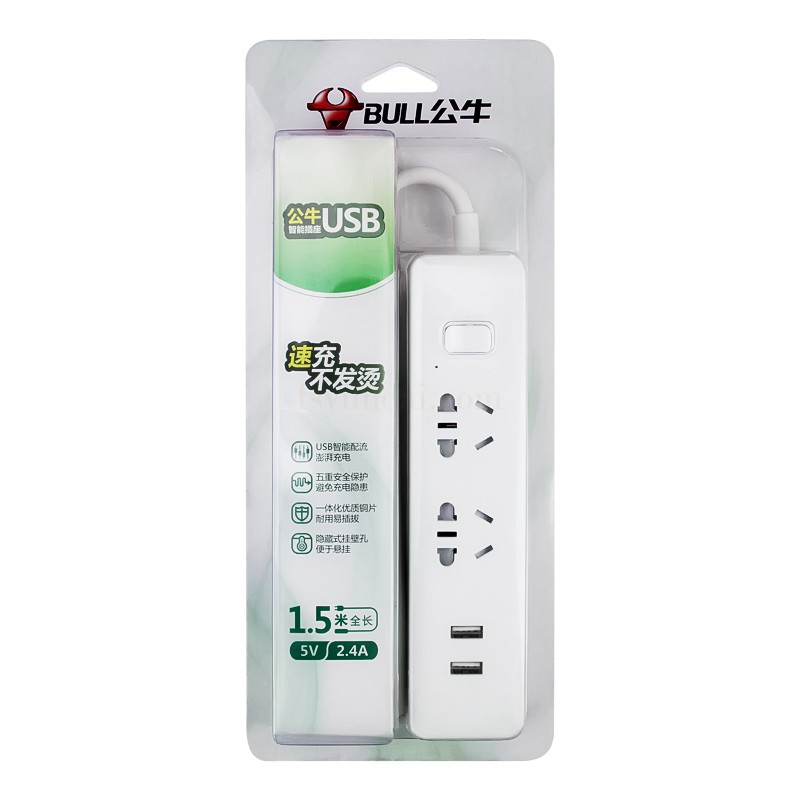 BULL公牛
公牛
智能插座
USB
速充
不发烫
USB智能配流
澎湃充电
五重安全保护
避免充电隐患
一体化优质铜片
耐用易插拔
隐藏式挂壁孔
便于悬挂
1.5米全长
5V 2.4A